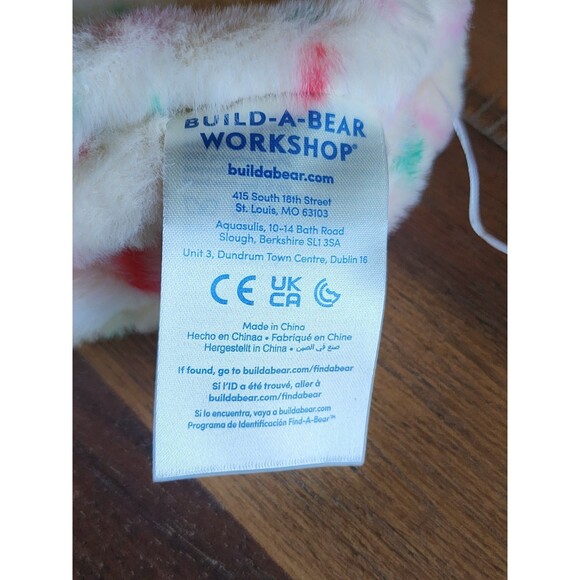 BUILD-A-BEAR
WORKSHOP®
buildabear.com
415 South 18th Street
St. Louis, MO 63103
Aquasulis, 10-14 Bath Road
Slough, Berkshire SL1 3SA
Unit 3, Dundrum Town Centre, Dublin 16
CE UK CA
Made in China
Hecho en Chinaa • Fabriqué en Chine
Hergestellt in China • صنع في الصين
If found, go to buildabear.com/findabear
Si l'ID a été trouvé, aller à
buildabear.com/findabear
Si lo encuentra, vaya a buildabear.com
Programa de Identificación Find-A-Bear™